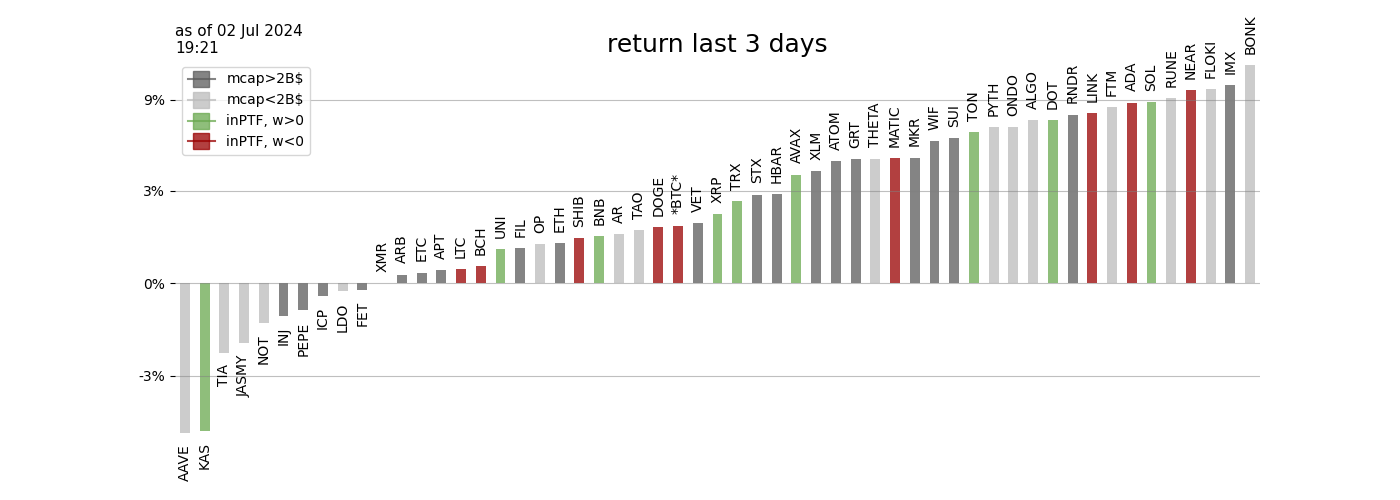 as of 02 Jul 2024
19:21
return last 3 days
mcap>2B$
mcap<2B$
inPTF, w>0
inPTF, w<0
9%
3%
0%
-3%
AAVE
KAS
TIA
JASMY
NOT
INJ
PEPE
ICP
LDO
FET
XMR
ARB
ETC
APT
LTC
BCH
UNI
FIL
OP
ETH
SHIB
BNB
AR
TAO
DOGE
*BTC*
VET
XRP
TRX
STX
HBAR
AVAX
XLM
ATOM
GRT
THETA
MATIC
MKR
WIF
SUI
TON
PYTH
ONDO
ALGO
DOT
RNDR
LINK
FTM
ADA
SOL
RUNE
NEAR
FLOKI
IMX
BONK